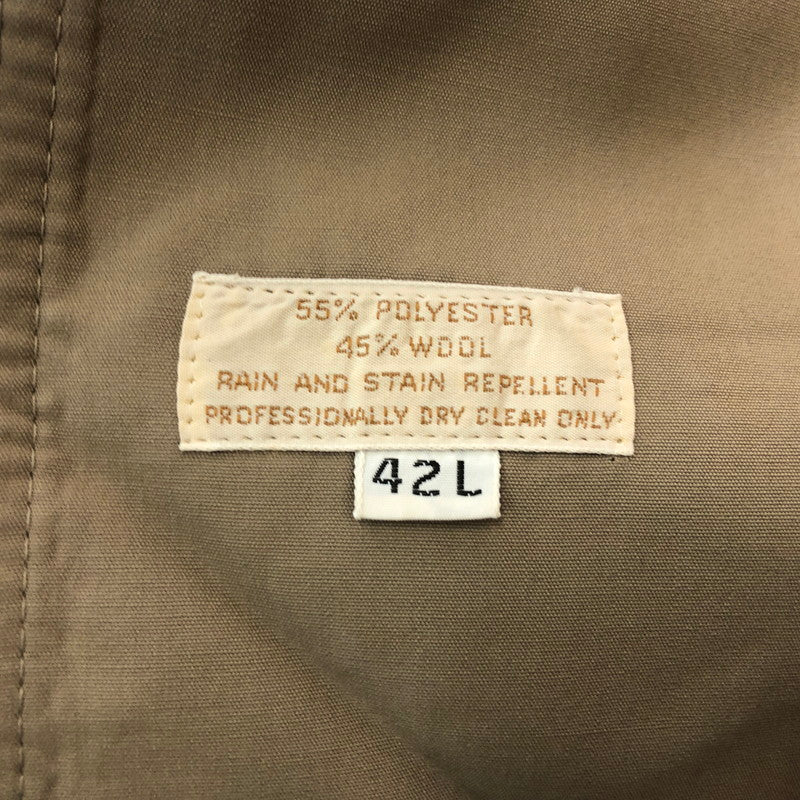 55% POLYESTER
45% WOOL
RAIN AND STAIN REPELLENT
PROFESSIONALLY DRY CLEAN ONLY
42L